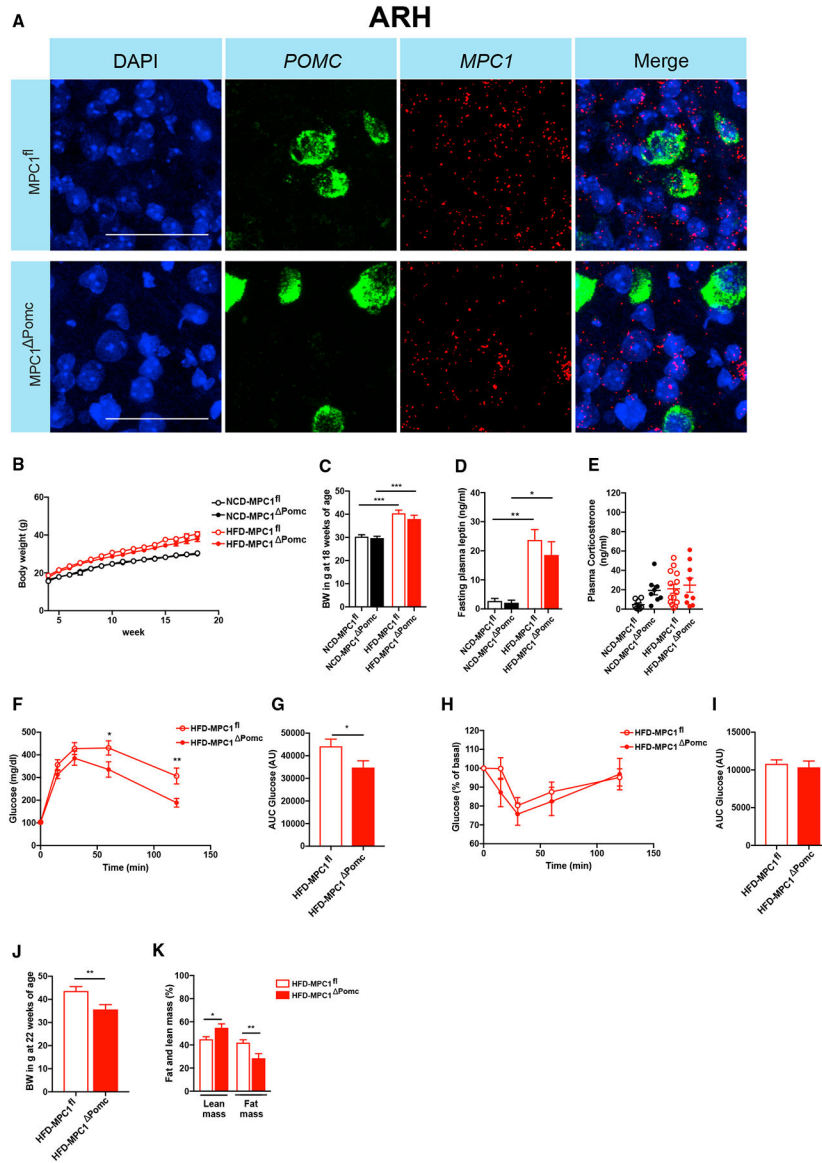 ARH
A
DAPI
POMC
MPC1
Merge
MPC1fl
MPC1ΔPomc
B
Body weight (g)
60
40
20
0
5
10
15
20
week
NCD-MPC1fl
NCD-MPC1ΔPomc
HFD-MPC1fl
HFD-MPC1ΔPomc
C
BW in g at 18 weeks of age
50
40
30
20
10
0
***
***
NCD-MPC1fl
NCD-MPC1ΔPomc
HFD-MPC1fl
HFD-MPC1ΔPomc
D
Fasting plasma leptin (ng/ml)
40
30
20
10
0
*
**
NCD-MPC1fl
NCD-MPC1ΔPomc
HFD-MPC1fl
HFD-MPC1ΔPomc
E
Plasma Corticosterone
(ng/ml)
120
100
80
60
40
20
0
NCD-MPC1fl
NCD-MPC1ΔPomc
HFD-MPC1fl
HFD-MPC1ΔPomc
F
Glucose (mg/dl)
500
400
300
200
100
0
0
50
100
150
Time (min)
*
**
HFD-MPC1fl
HFD-MPC1ΔPomc
G
AUC Glucose (AU)
50000
40000
30000
20000
10000
0
*
HFD-MPC1fl
HFD-MPC1ΔPomc
H
Glucose (% of basal)
120
110
100
90
80
70
60
0
50
100
150
Time (min)
HFD-MPC1fl
HFD-MPC1ΔPomc
I
AUC Glucose (AU)
15000
10000
5000
0
HFD-MPC1fl
HFD-MPC1ΔPomc
J
BW in g at 22 weeks of age
50
40
30
20
10
0
**
HFD-MPC1fl
HFD-MPC1ΔPomc
K
Fat and lean mass (%)
100
80
60
40
20
0
*
**
Lean
mass
Fat
mass
HFD-MPC1fl
HFD-MPC1ΔPomc